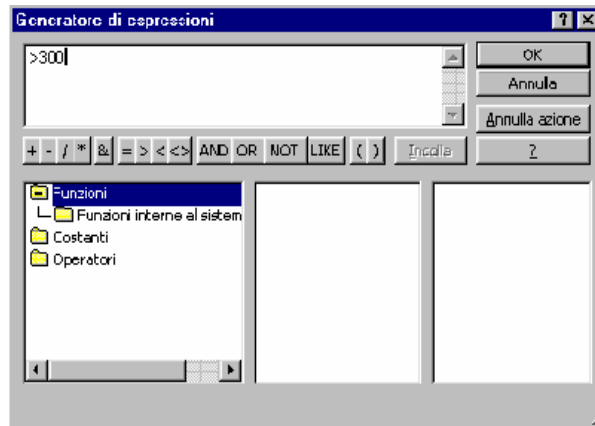 Generatore di espressioni
>300
OK
Annulla
Annulla azione
+ - / * & = > < <> AND OR NOT LIKE ( ) Incolla ?
Funzioni
Funzioni interne al sistem
Costanti
Operatori